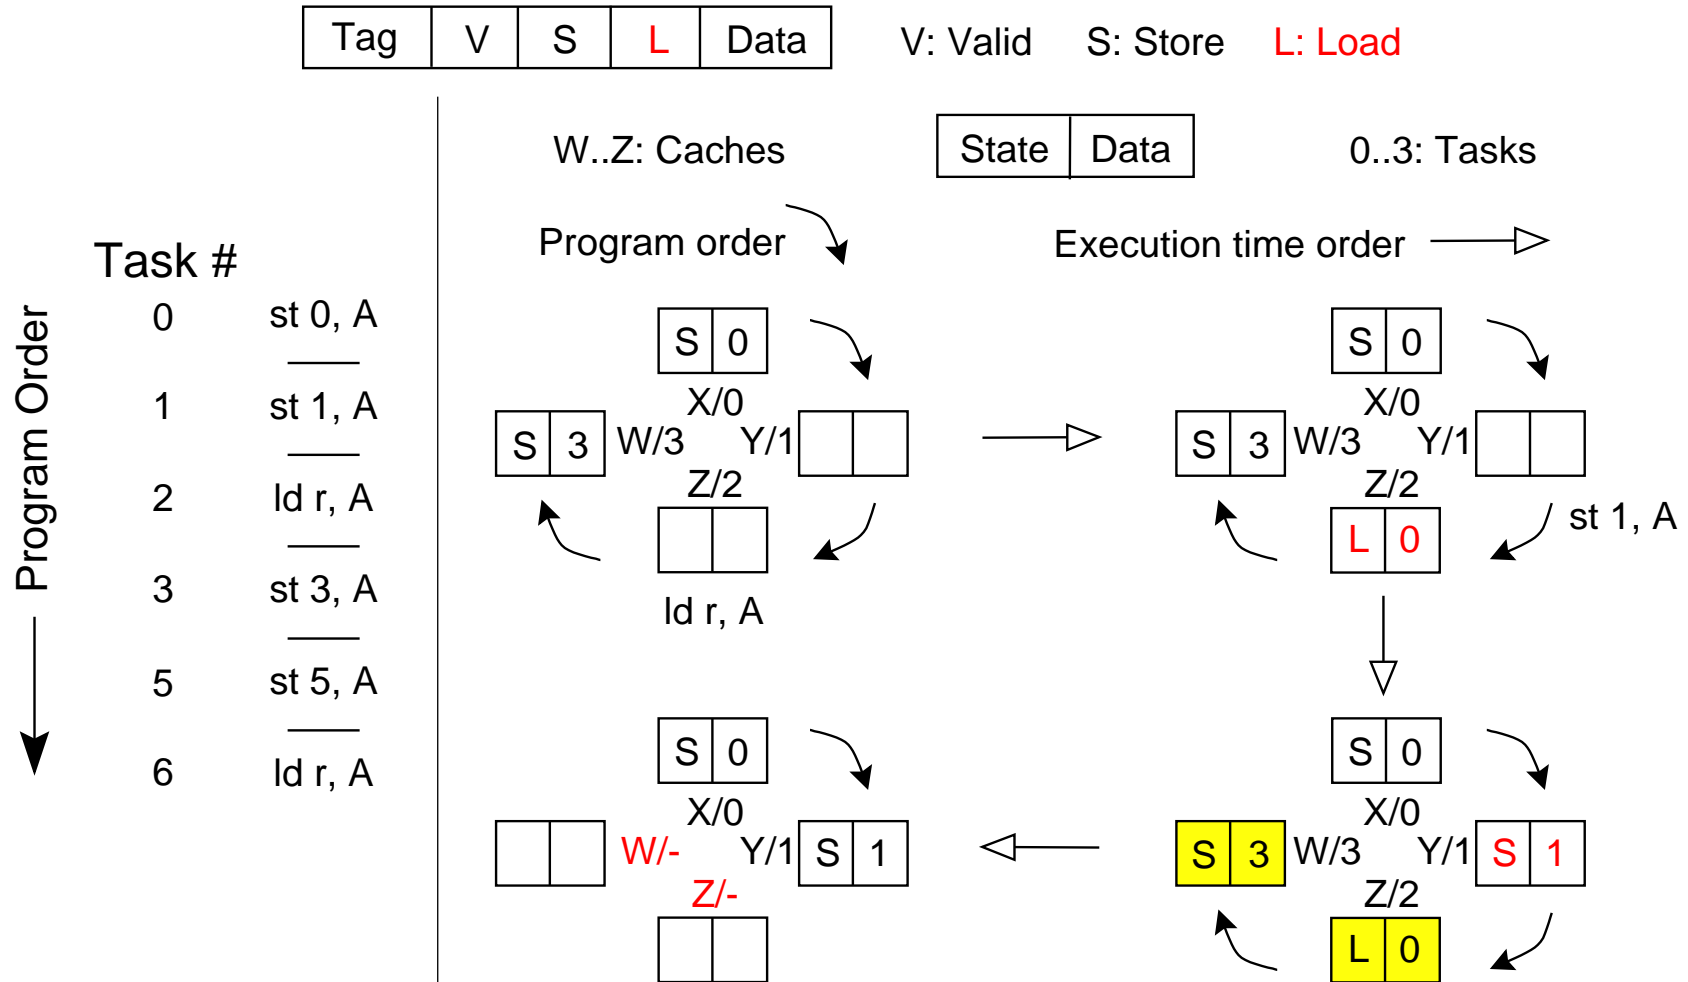 Tag V S L Data V: Valid S: Store L: Load
W..Z: Caches State Data 0..3: Tasks
Program order Execution time order
Program Order
Task #
0 st 0, A
1 st 1, A
2 ld r, A
3 st 3, A
5 st 5, A
6 ld r, A
S 0
X/0
S 3 W/3 Y/1
Z/2
ld r, A
S 0
X/0
S 3 W/3 Y/1
Z/2
L 0
st 1, A
S 0
X/0
W/- Y/1 S 1
Z/-
S 0
X/0
S 3 W/3 Y/1 S 1
Z/2
L 0